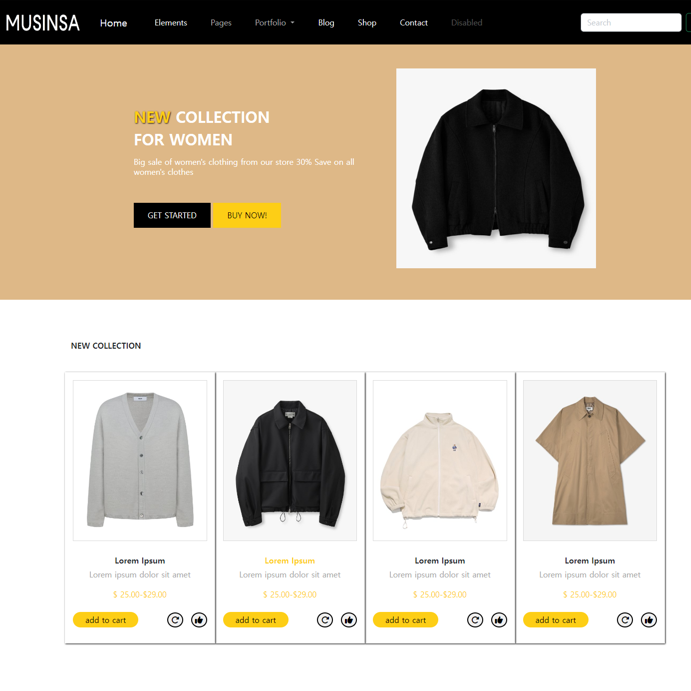 MUSINSA Home Elements Pages Portfolio Blog Shop Contact Disabled Search
NEW COLLECTION
FOR WOMEN
Big sale of women's clothing from our store 30% Save on all
women's clothes
GET STARTED BUY NOW!
NEW COLLECTION
Lorem Ipsum Lorem Ipsum Lorem Ipsum Lorem Ipsum
Lorem ipsum dolor sit amet Lorem ipsum dolor sit amet Lorem ipsum dolor sit amet Lorem ipsum dolor sit amet
$ 25.00-$29.00 $ 25.00-$29.00 $ 25.00-$29.00 $ 25.00-$29.00
add to cart add to cart add to cart add to cart